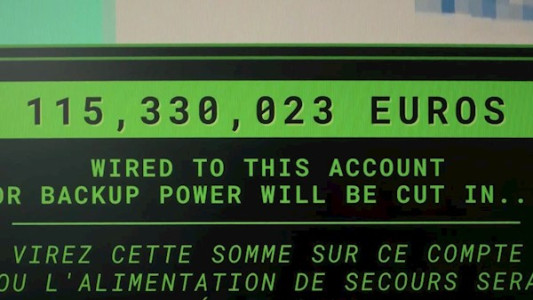 115,330,023 EUROS
WIRED TO THIS ACCOUNT
OR BACKUP POWER WILL BE CUT IN..
VIREZ CETTE SOMME SUR CE COMPTE
OU L'ALIMENTATION DE SECOURS SERA